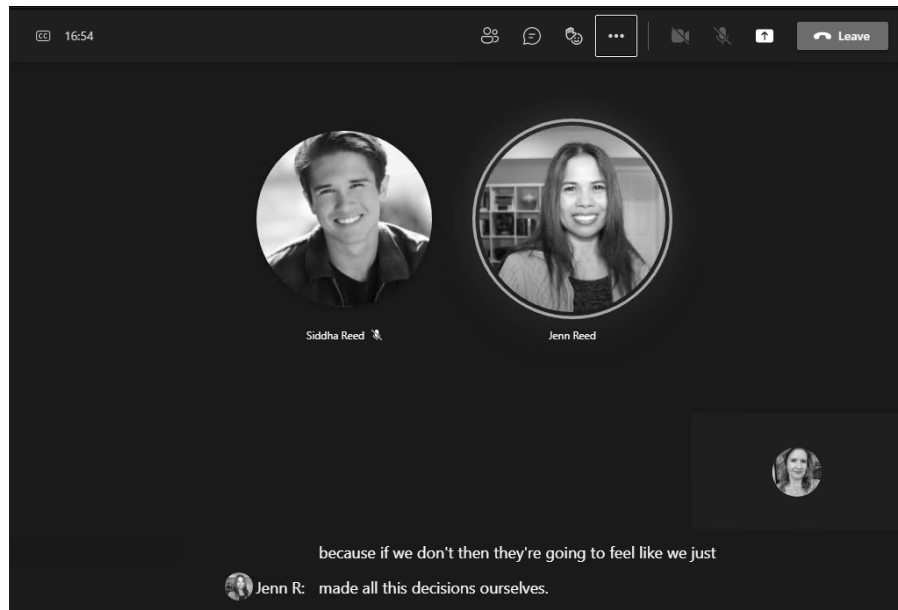 CC 16:54 Leave
Siddha Reed Jenn Reed
because if we don't then they're going to feel like we just
Jenn R: made all this decisions ourselves.